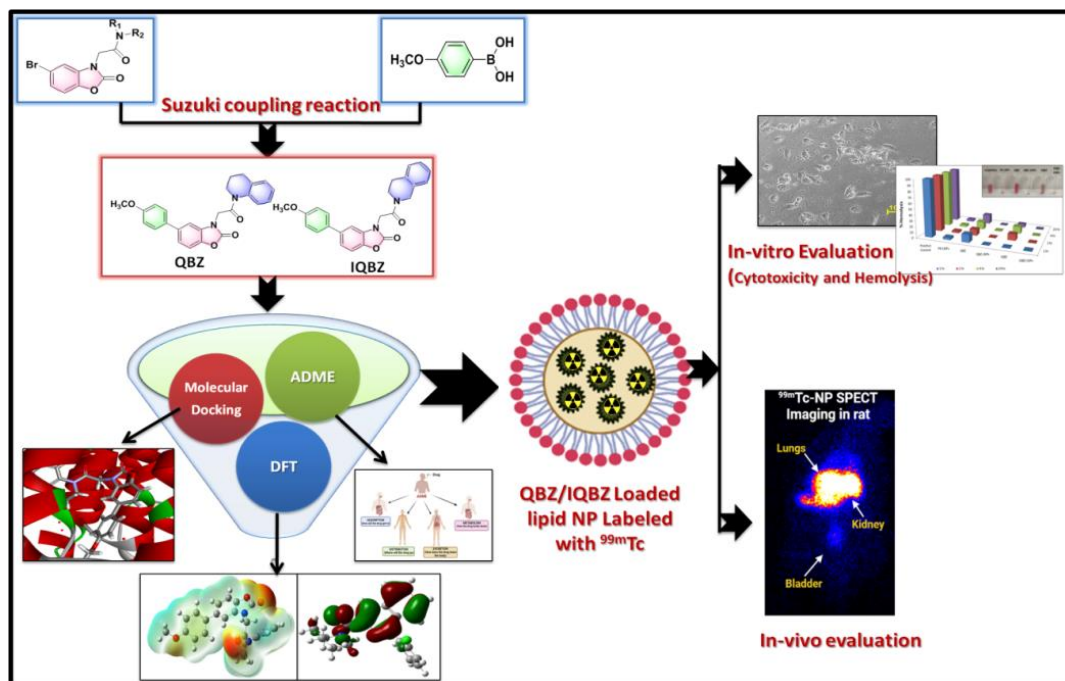 R₁
N–R₂
Br
O
N
O
O
H₃CO
OH
B
OH
Suzuki coupling reaction
H₃CO
N
O
N
O
O
QBZ
H₃CO
N
O
N
O
O
IQBZ
Molecular
Docking
ADME
DFT
QBZ/IQBZ Loaded
lipid NP Labeled
with ⁹⁹ᵐTc
In-vitro Evaluation
(Cytotoxicity and Hemolysis)
% Hemolysis
⁹⁹ᵐTc-NP SPECT
Imaging in rat
Lungs
Kidney
Bladder
In-vivo evaluation